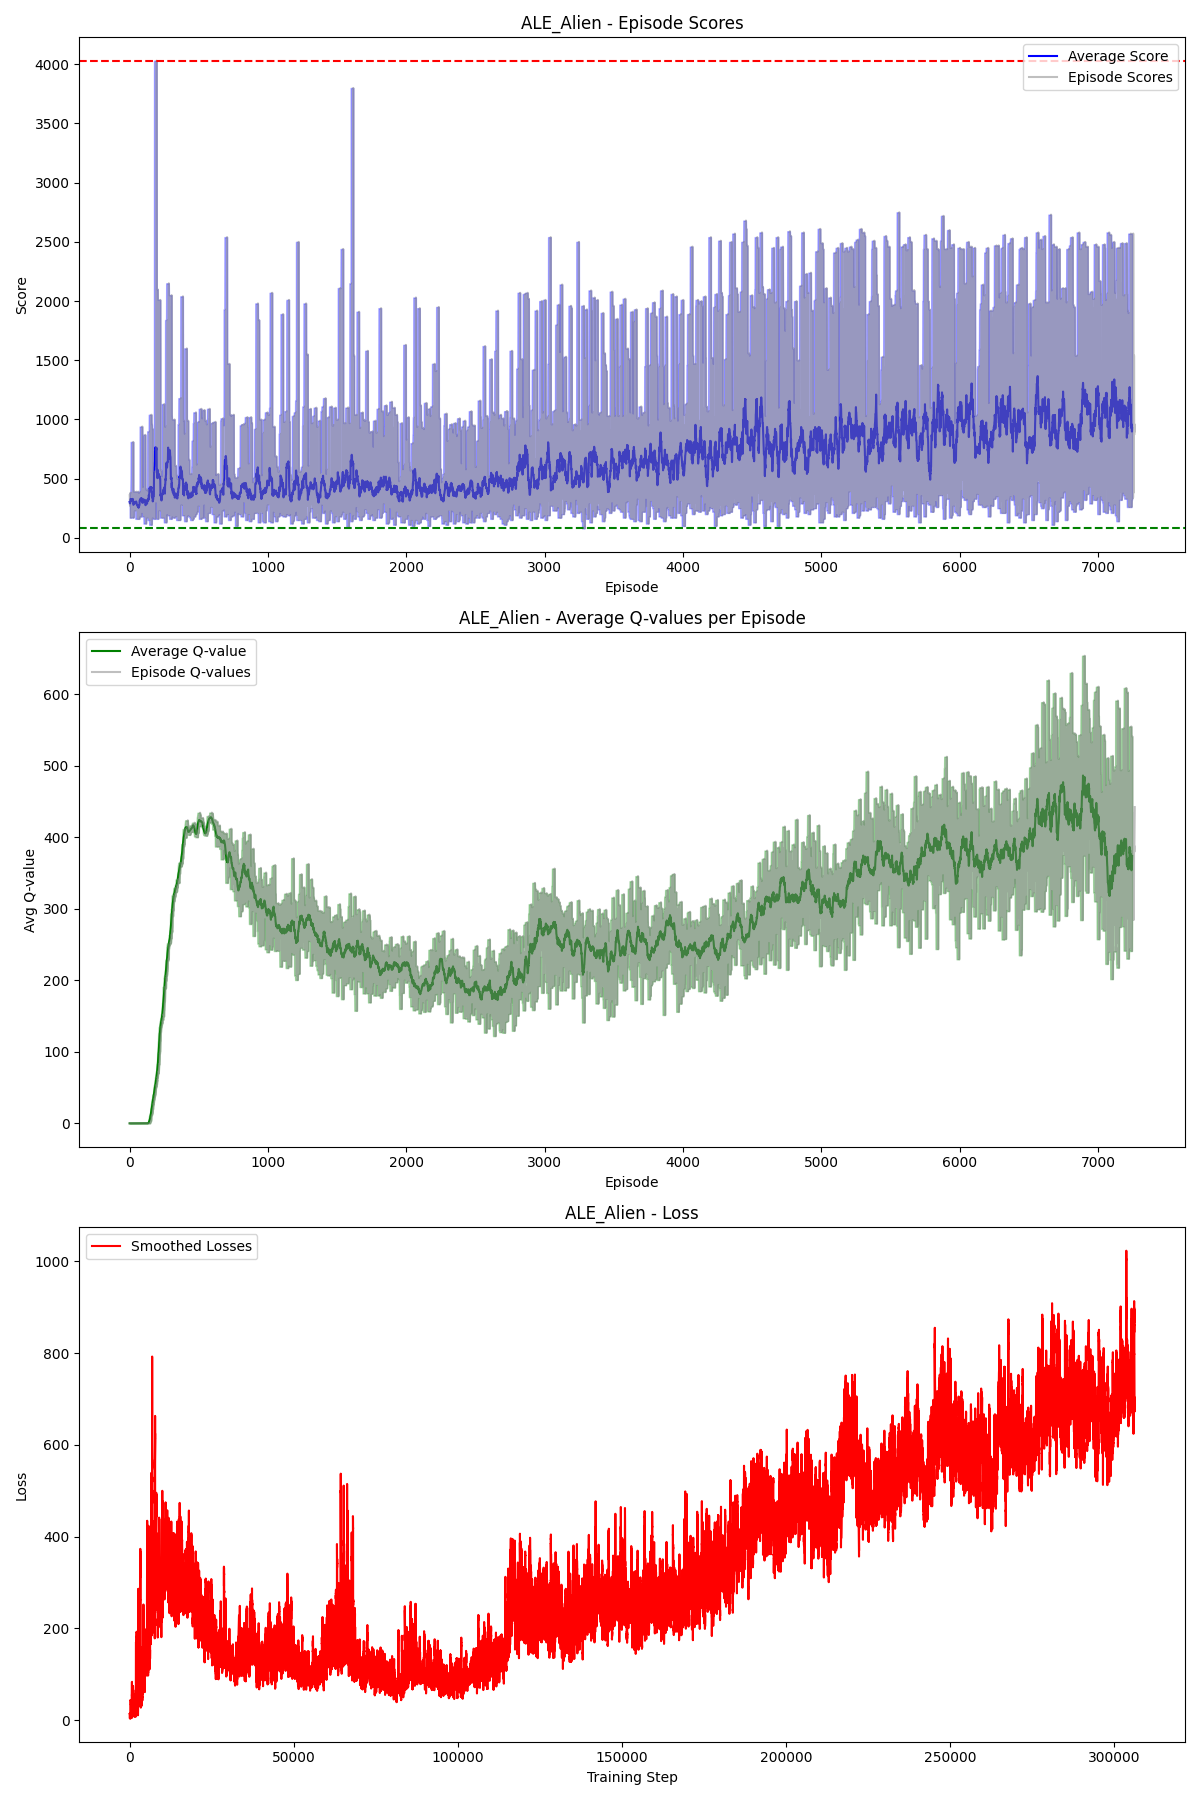 ALE_Alien - Episode Scores
Average Score
Episode Scores
4000
3500
3000
2500
2000
1500
1000
500
0
Score
0 1000 2000 3000 4000 5000 6000 7000
Episode
ALE_Alien - Average Q-values per Episode
Average Q-value
Episode Q-values
600
500
400
300
200
100
0
Avg Q-value
0 1000 2000 3000 4000 5000 6000 7000
Episode
ALE_Alien - Loss
Smoothed Losses
1000
800
600
400
200
0
Loss
0 50000 100000 150000 200000 250000 300000
Training Step